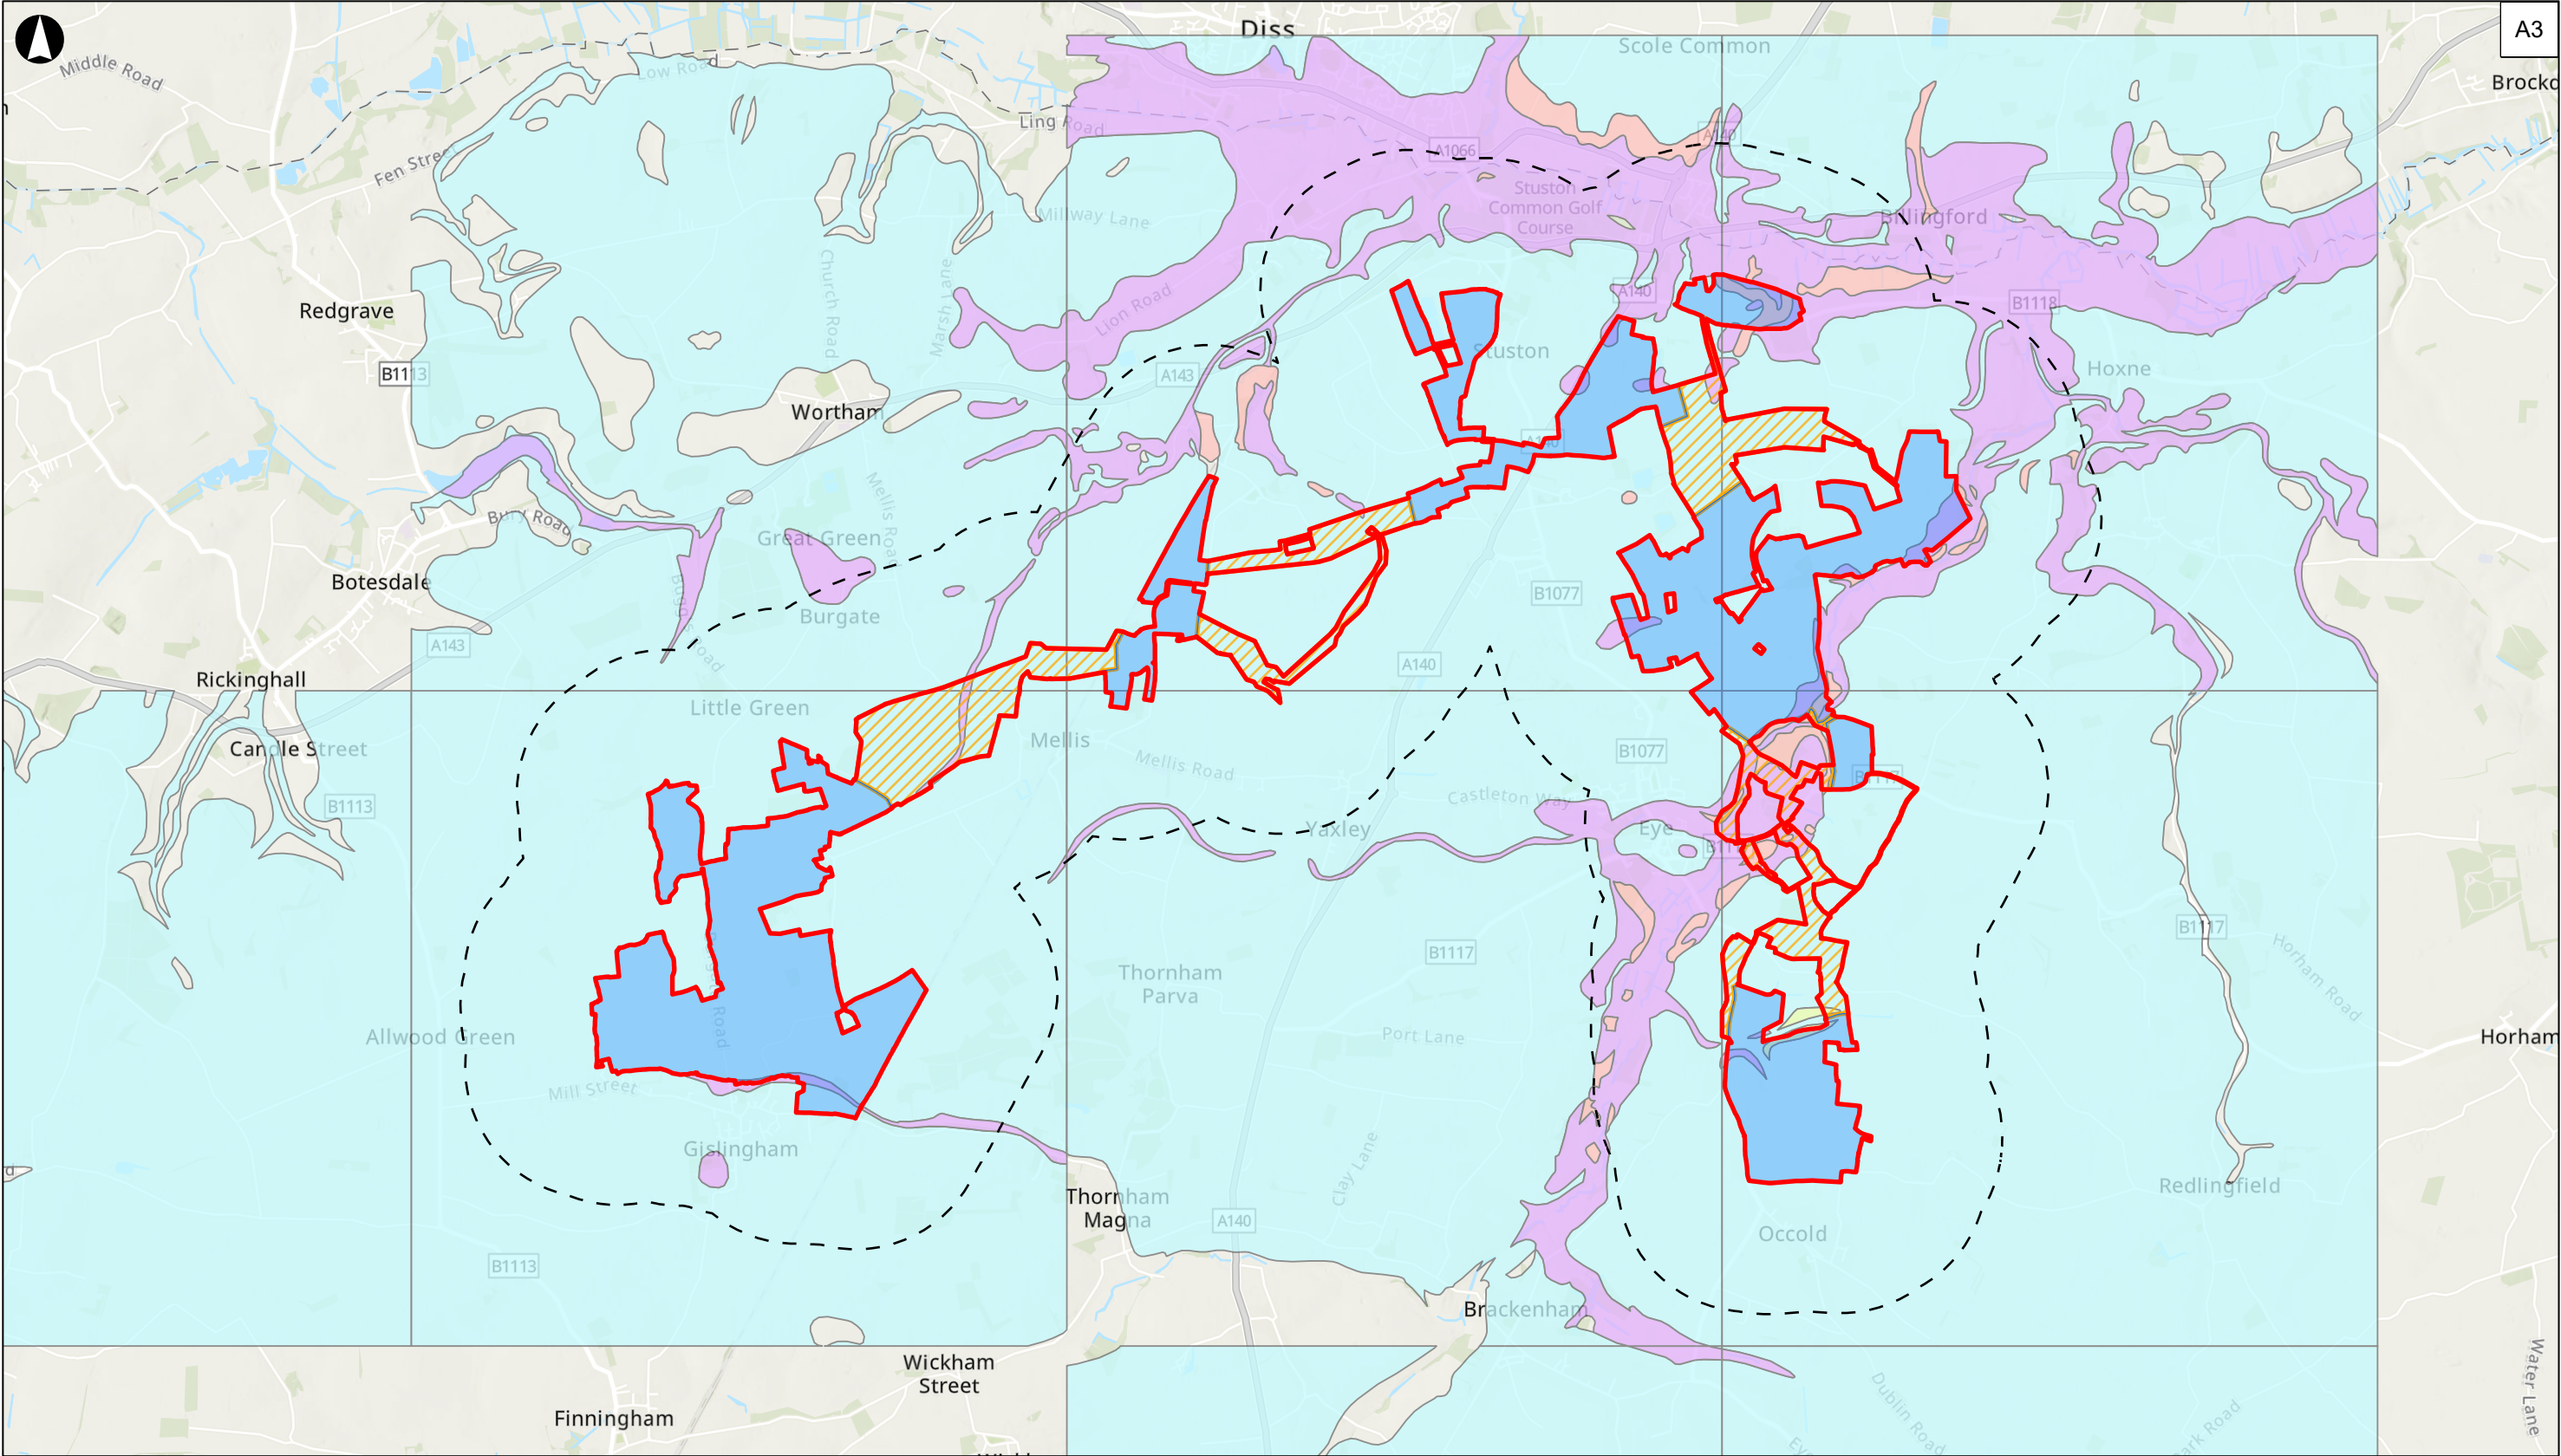 Diss
A3
Scole Common
Middle Road
Low Road
Brockd
Ling Road
A140
A1066
Fen Street
Stuston
Common Golf
Course
Millway Lane
Billingford
Church Road
Marsh Lane
Lion Road
A140
B1118
Redgrave
Stuston
B1113
A143
Hoxne
Wortham
A140
Mellis Road
Bury Road
Great Green
Botesdale
B1077
Burgate
A143
A140
Rickinghall
Little Green
Candle Street
Mellis
B1077
Mellis Road
B1113
Castleton Way
Yaxley
Eye
B1117
Thornham
Parva
B1117
Horham Road
Allwood Green
Port Lane
Horham
Road
Mill Street
Gislingham
Clay Lane
Thornham
Magna
A140
Redlingfield
Occold
B1113
Brackenham
Wickham
Street
Finningham
Dublin Road
Water Lane